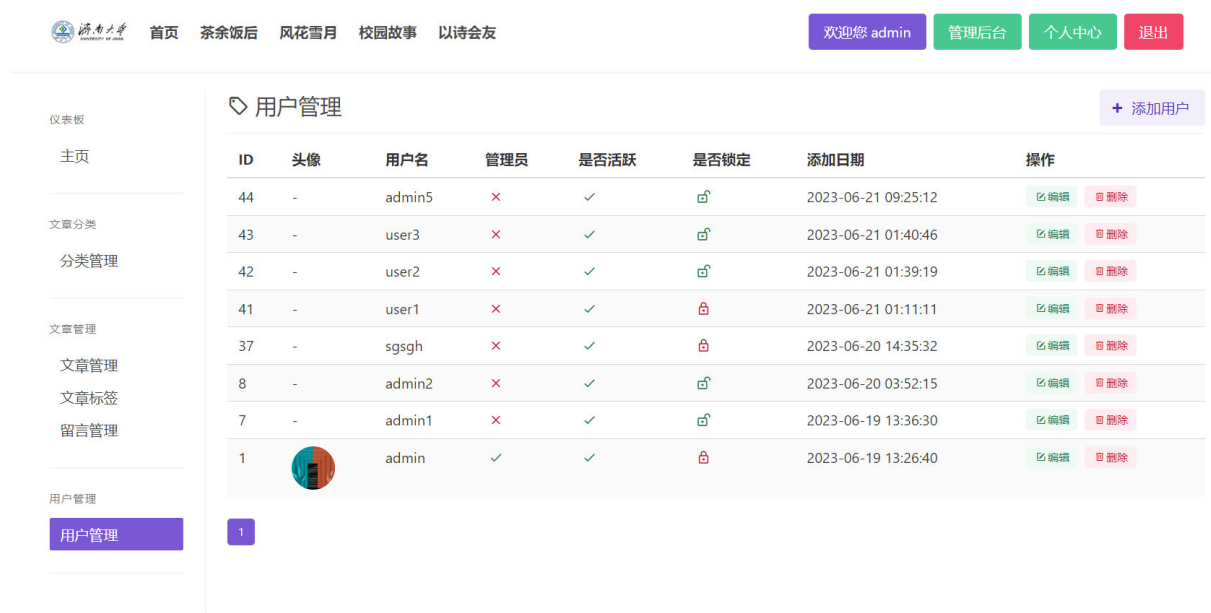 濟南大学 首页 茶余饭后 风花雪月 校园故事 以诗会友 欢迎您 admin 管理后台 个人中心 退出
UNIVERSITY OF JINAN
仪表板
主页
文章分类
分类管理
文章管理
文章管理
文章标签
留言管理
用户管理
用户管理
用户管理 + 添加用户
ID 头像 用户名 管理员 是否活跃 是否锁定 添加日期 操作
44 - admin5 2023-06-21 09:25:12 编辑 删除
43 - user3 2023-06-21 01:40:46 编辑 删除
42 - user2 2023-06-21 01:39:19 编辑 删除
41 - user1 2023-06-21 01:11:11 编辑 删除
37 - sgsgh 2023-06-20 14:35:32 编辑 删除
8 - admin2 2023-06-20 03:52:15 编辑 删除
7 - admin1 2023-06-19 13:36:30 编辑 删除
1 admin 2023-06-19 13:26:40 编辑 删除
1